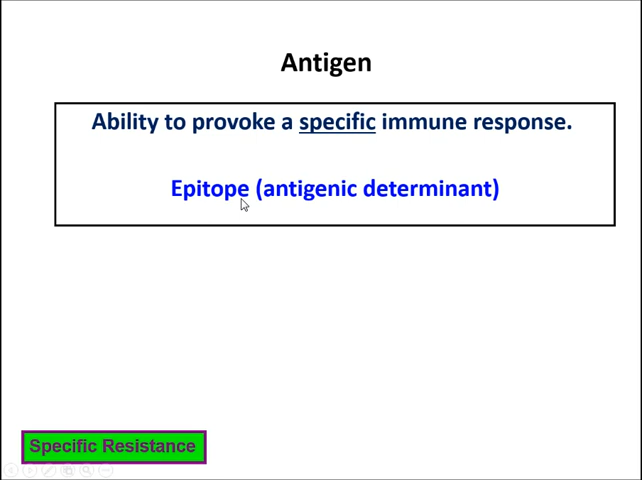 Antigen
Ability to provoke a specific immune response.
Epitope (antigenic determinant)
Specific Resistance